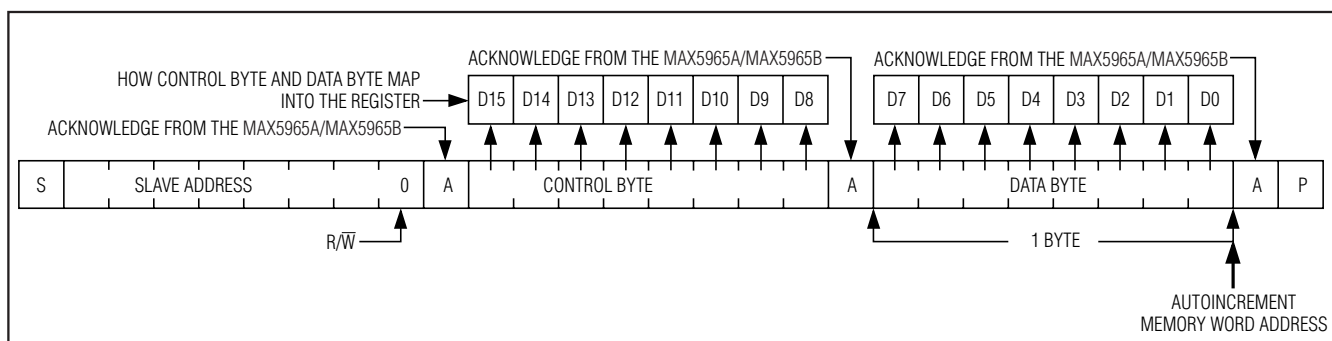 ACKNOWLEDGE FROM THE MAX5965A/MAX5965B
ACKNOWLEDGE FROM THE MAX5965A/MAX5965B
HOW CONTROL BYTE AND DATA BYTE MAP
INTO THE REGISTER
D15 D14 D13 D12 D11 D10 D9 D8
D7 D6 D5 D4 D3 D2 D1 D0
ACKNOWLEDGE FROM THE MAX5965A/MAX5965B
S SLAVE ADDRESS 0 A CONTROL BYTE A DATA BYTE A P
R/W̅
1 BYTE
AUTOINCREMENT
MEMORY WORD ADDRESS